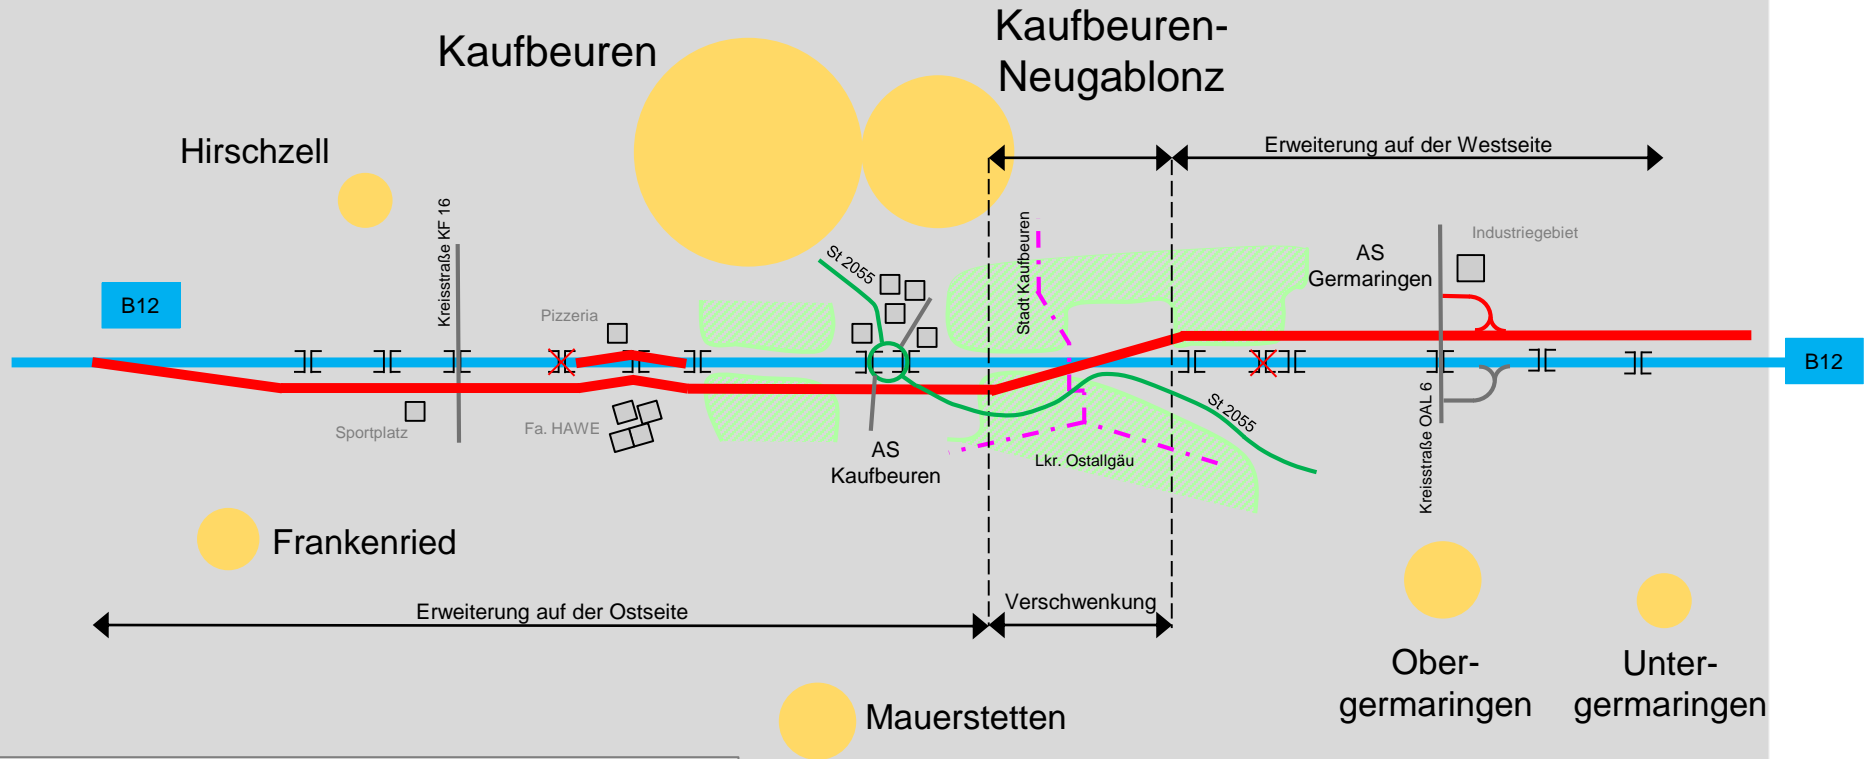 Kaufbeuren-
Neugablonz
Kaufbeuren
Hirschzell
Erweiterung auf der Westseite
Kreisstraße KF 16
Stadt Kaufbeuren
St 2055
AS
Germaringen
Industriegebiet
B12
Pizzeria
B12
Sportplatz
Fa. HAWE
AS
Kaufbeuren
Lkr. Ostallgäu
St 2055
Kreisstraße OAL 6
Frankenried
Erweiterung auf der Ostseite
Verschwenkung
Ober-
germaringen
Unter-
germaringen
Mauerstetten